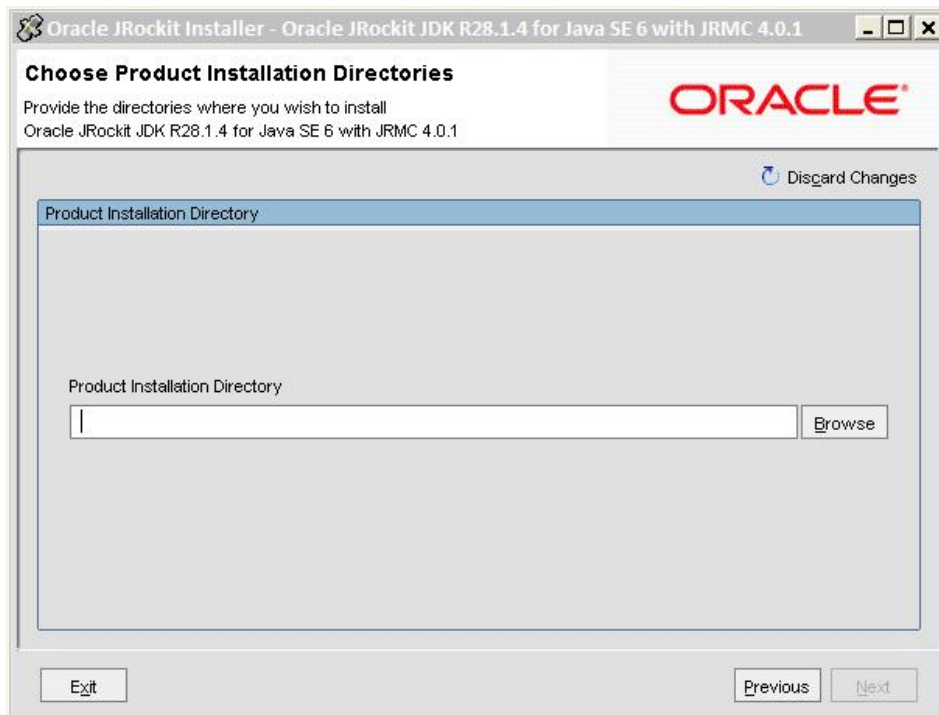 Oracle JRockit Installer - Oracle JRockit JDK R28.1.4 for Java SE 6 with JRMC 4.0.1
Choose Product Installation Directories
Provide the directories where you wish to install
Oracle JRockit JDK R28.1.4 for Java SE 6 with JRMC 4.0.1
ORACLE®
Discard Changes
Product Installation Directory
Product Installation Directory
Browse
Exit
Previous
Next